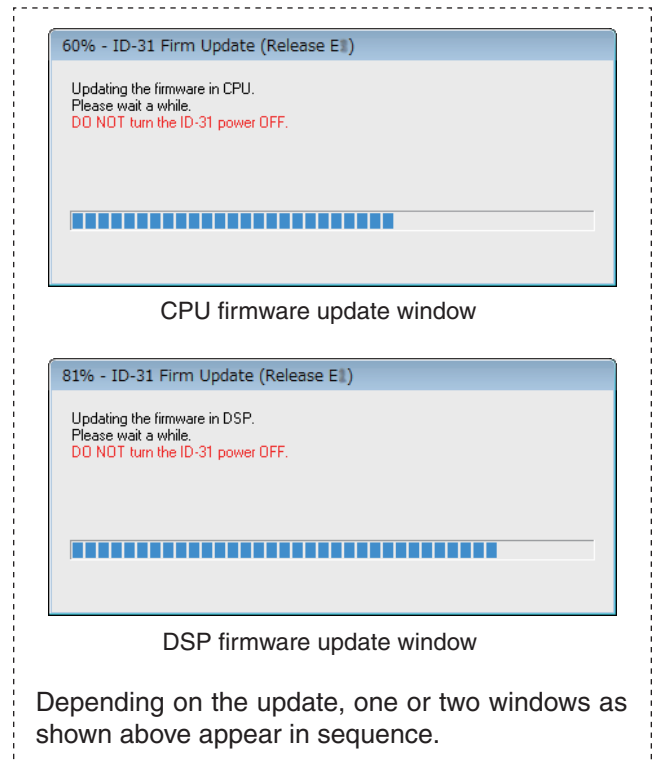 60% - ID-31 Firm Update (Release E)
Updating the firmware in CPU.
Please wait a while.
DO NOT turn the ID-31 power OFF.
CPU firmware update window
81% - ID-31 Firm Update (Release E)
Updating the firmware in DSP.
Please wait a while.
DO NOT turn the ID-31 power OFF.
DSP firmware update window
Depending on the update, one or two windows as
shown above appear in sequence.